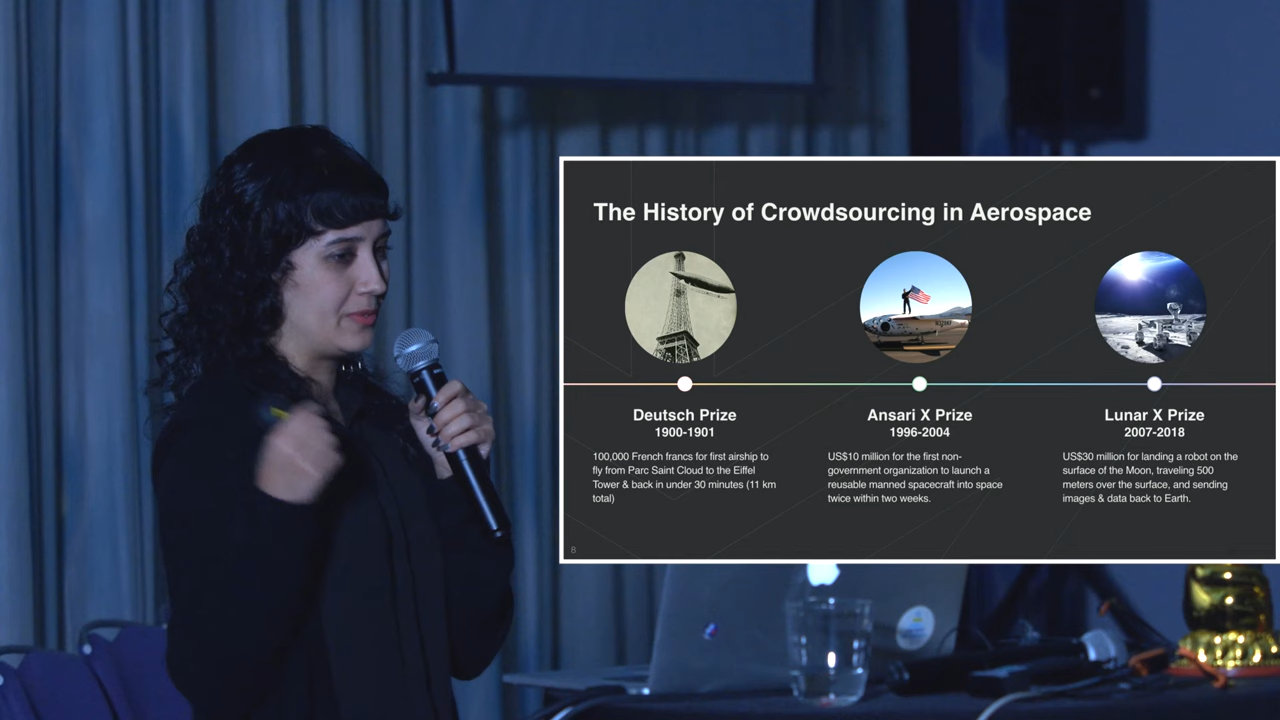 The History of Crowdsourcing in Aerospace
Deutsch Prize
1900-1901
100,000 French francs for first airship to
fly from Parc Saint Cloud to the Eiffel
Tower & back in under 30 minutes (11 km
total)
Ansari X Prize
1996-2004
US$10 million for the first non-
government organization to launch a
reusable manned spacecraft into space
twice within two weeks.
Lunar X Prize
2007-2018
US$30 million for landing a robot on the
surface of the Moon, traveling 500
meters over the surface, and sending
images & data back to Earth.
8